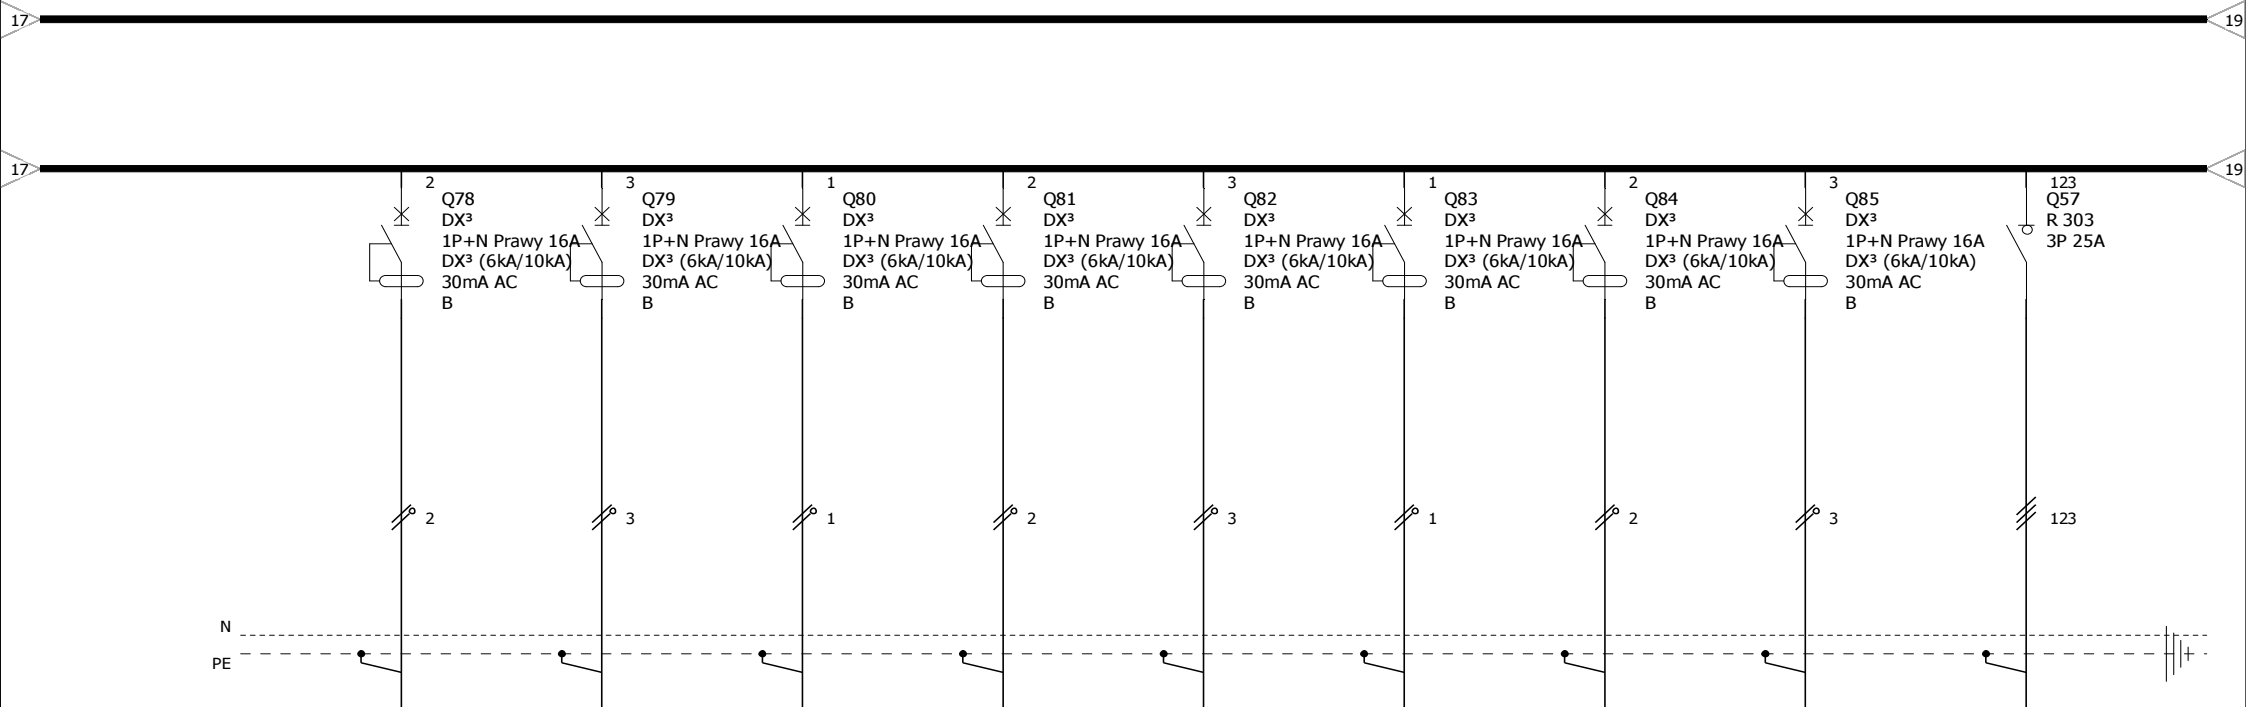 17
19
17
19
2
Q78
DX³
1P+N Prawy 16A
DX³ (6kA/10kA)
30mA AC
B
3
Q79
DX³
1P+N Prawy 16A
DX³ (6kA/10kA)
30mA AC
B
1
Q80
DX³
1P+N Prawy 16A
DX³ (6kA/10kA)
30mA AC
B
2
Q81
DX³
1P+N Prawy 16A
DX³ (6kA/10kA)
30mA AC
B
3
Q82
DX³
1P+N Prawy 16A
DX³ (6kA/10kA)
30mA AC
B
1
Q83
DX³
1P+N Prawy 16A
DX³ (6kA/10kA)
30mA AC
B
2
Q84
DX³
1P+N Prawy 16A
DX³ (6kA/10kA)
30mA AC
B
3
Q85
DX³
1P+N Prawy 16A
DX³ (6kA/10kA)
30mA AC
B
123
Q57
R 303
3P 25A
2
3
1
2
3
1
2
3
123
N
PE